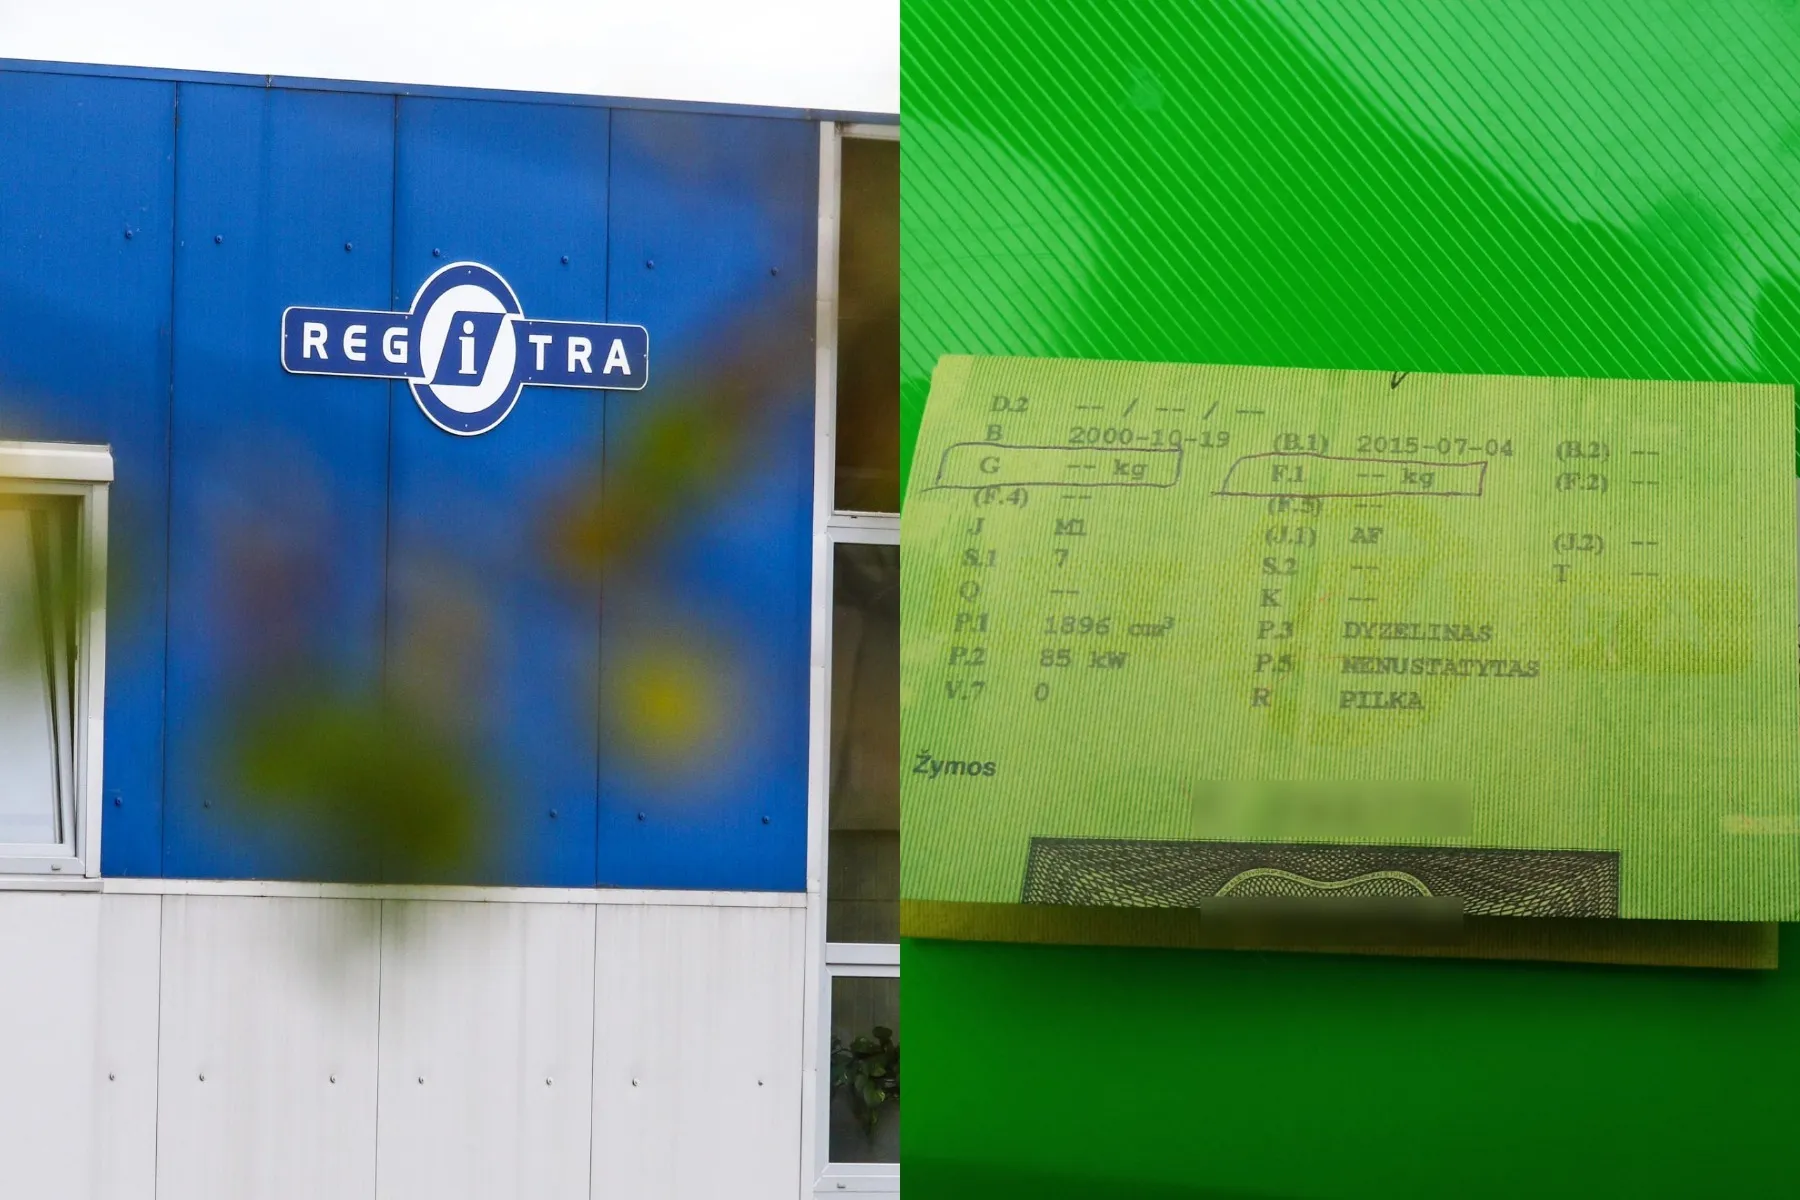 REGiTRA
D.2 -- / -- / --
B 2000-10-19 (B.1) 2015-07-04 (B.2) --
G -- kg F.1 -- kg (F.2) --
(F.4) -- (F.3) --
J M1 (J.1) AF (J.2) --
S.1 7 S.2 -- T --
Q -- K --
P.1 1896 cm³ P.3 DYZELINAS
P.2 85 kW P.5 NENUSTATYTAS
V.7 0 R PILKA
Žymos